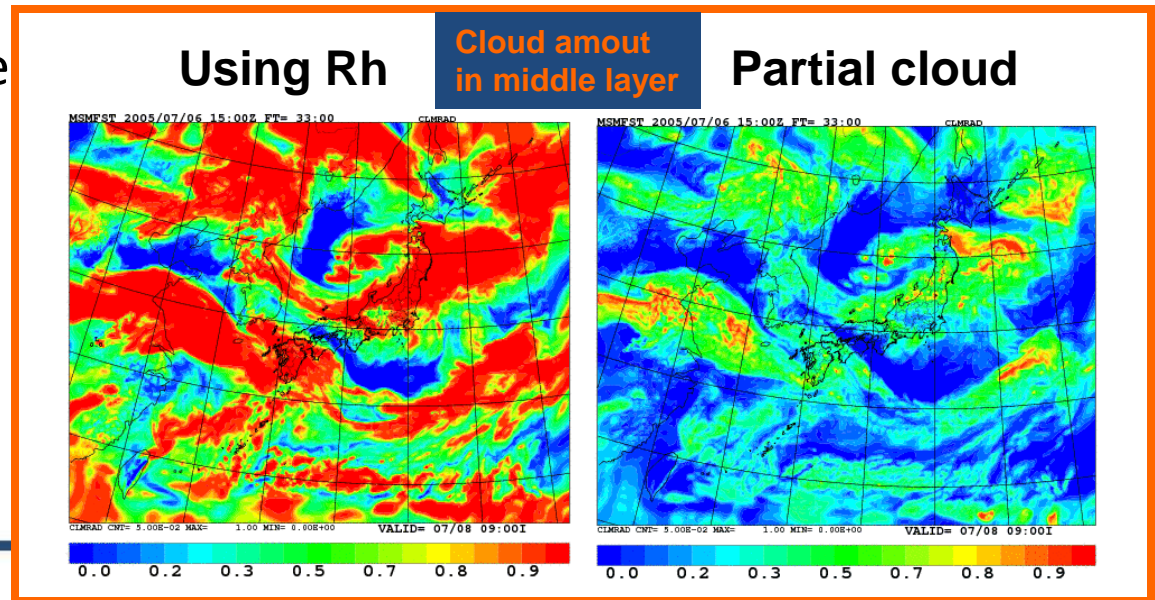 e
Using Rh
Cloud amout
in middle layer
Partial cloud
MSMFST 2005/07/06 15:00Z FT= 33:00 CLMRAD
MSMFST 2005/07/06 15:00Z FT= 33:00 CLMRAD
CLMRAD CNT= 5.00E-02 MAX= 1.00 MIN= 0.00E+00 VALID= 07/08 09:00I
CLMRAD CNT= 5.00E-02 MAX= 1.00 MIN= 0.00E+00 VALID= 07/08 09:00I
0.0 0.2 0.3 0.5 0.7 0.8 0.9
0.0 0.2 0.3 0.5 0.7 0.8 0.9